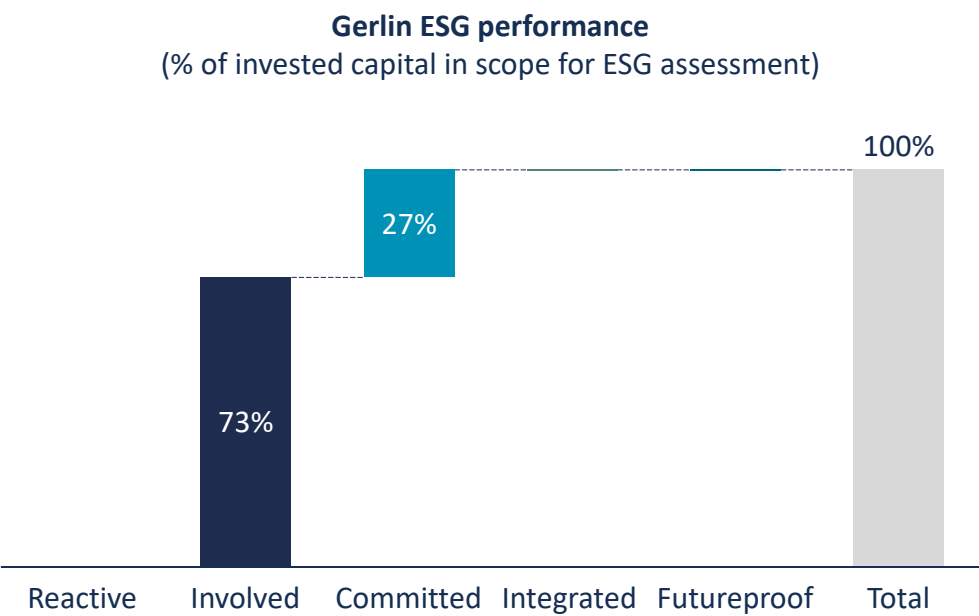 Gerlin ESG performance
(% of invested capital in scope for ESG assessment)
100%
27%
73%
Reactive Involved Committed Integrated Futureproof Total